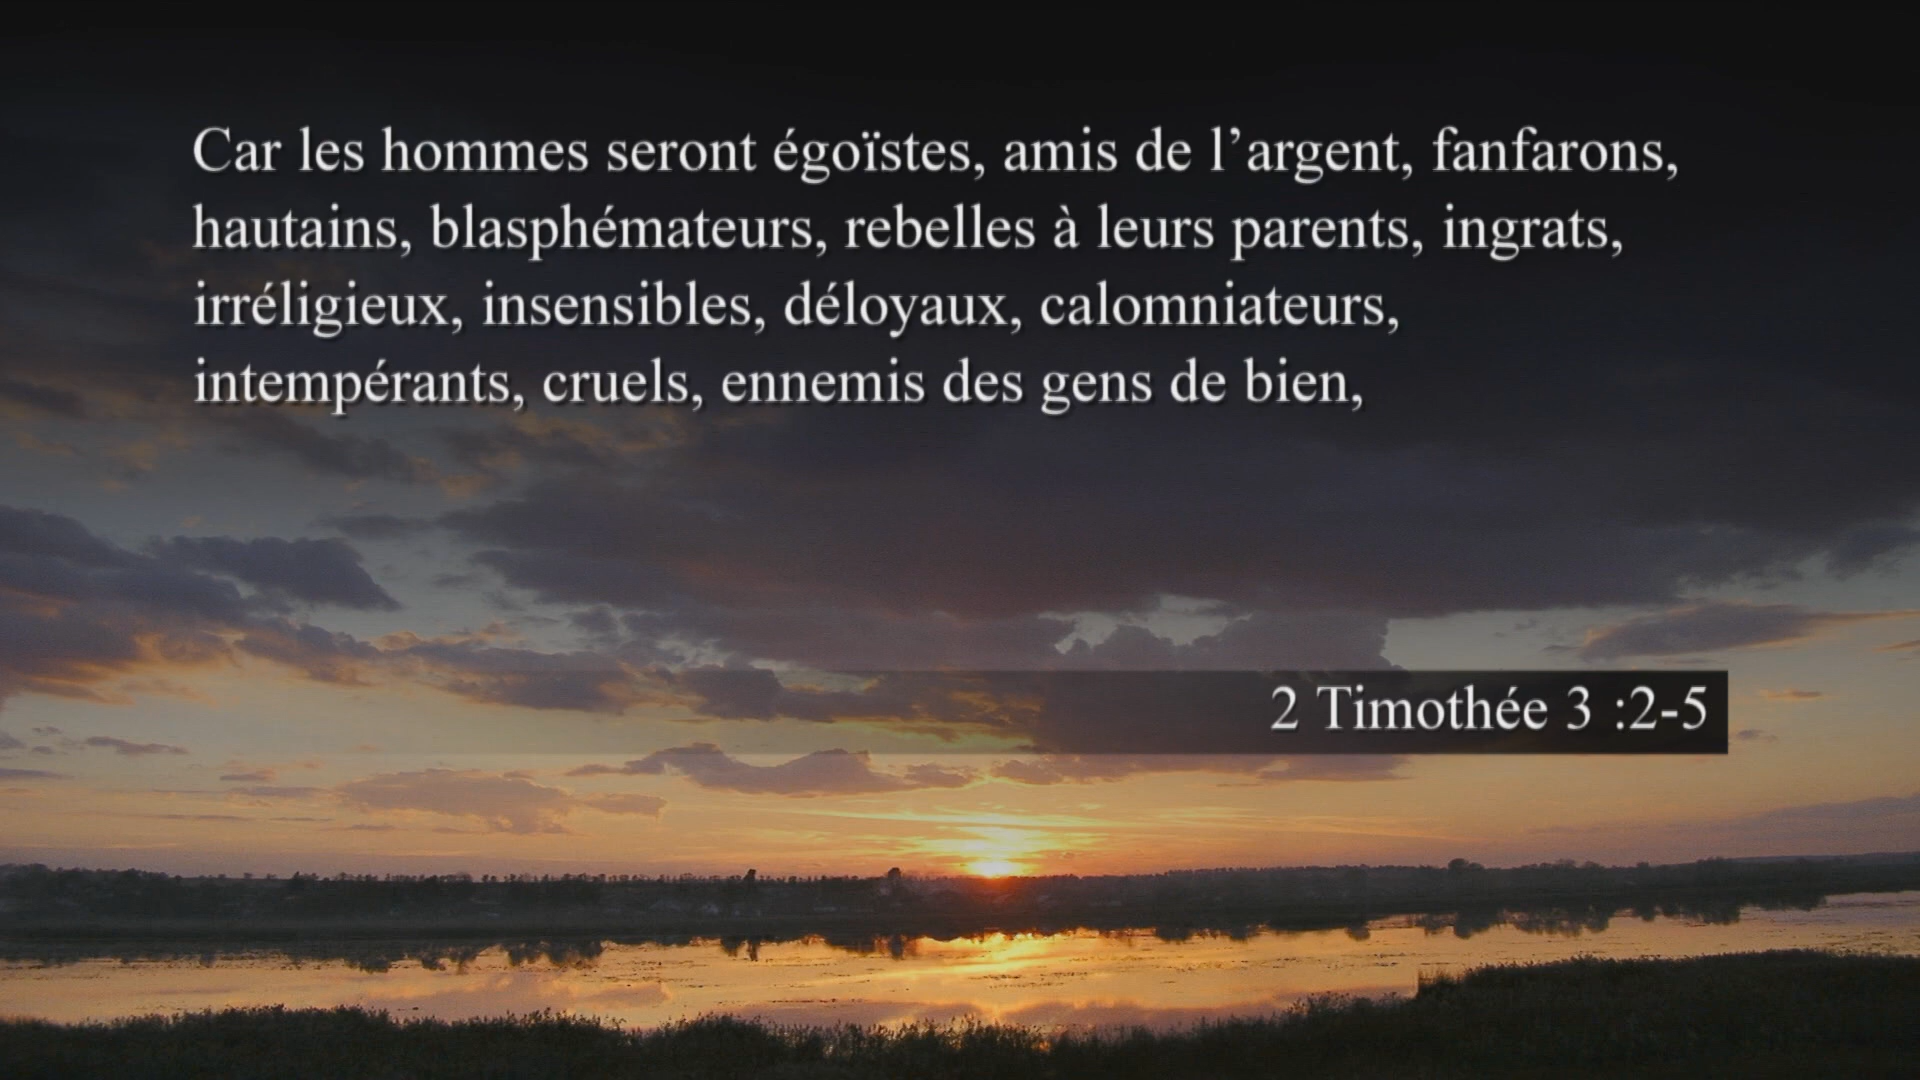 Car les hommes seront égoïstes, amis de l’argent, fanfarons,
hautains, blasphémateurs, rebelles à leurs parents, ingrats,
irréligieux, insensibles, déloyaux, calomniateurs,
intempérants, cruels, ennemis des gens de bien,
2 Timothée 3 :2-5